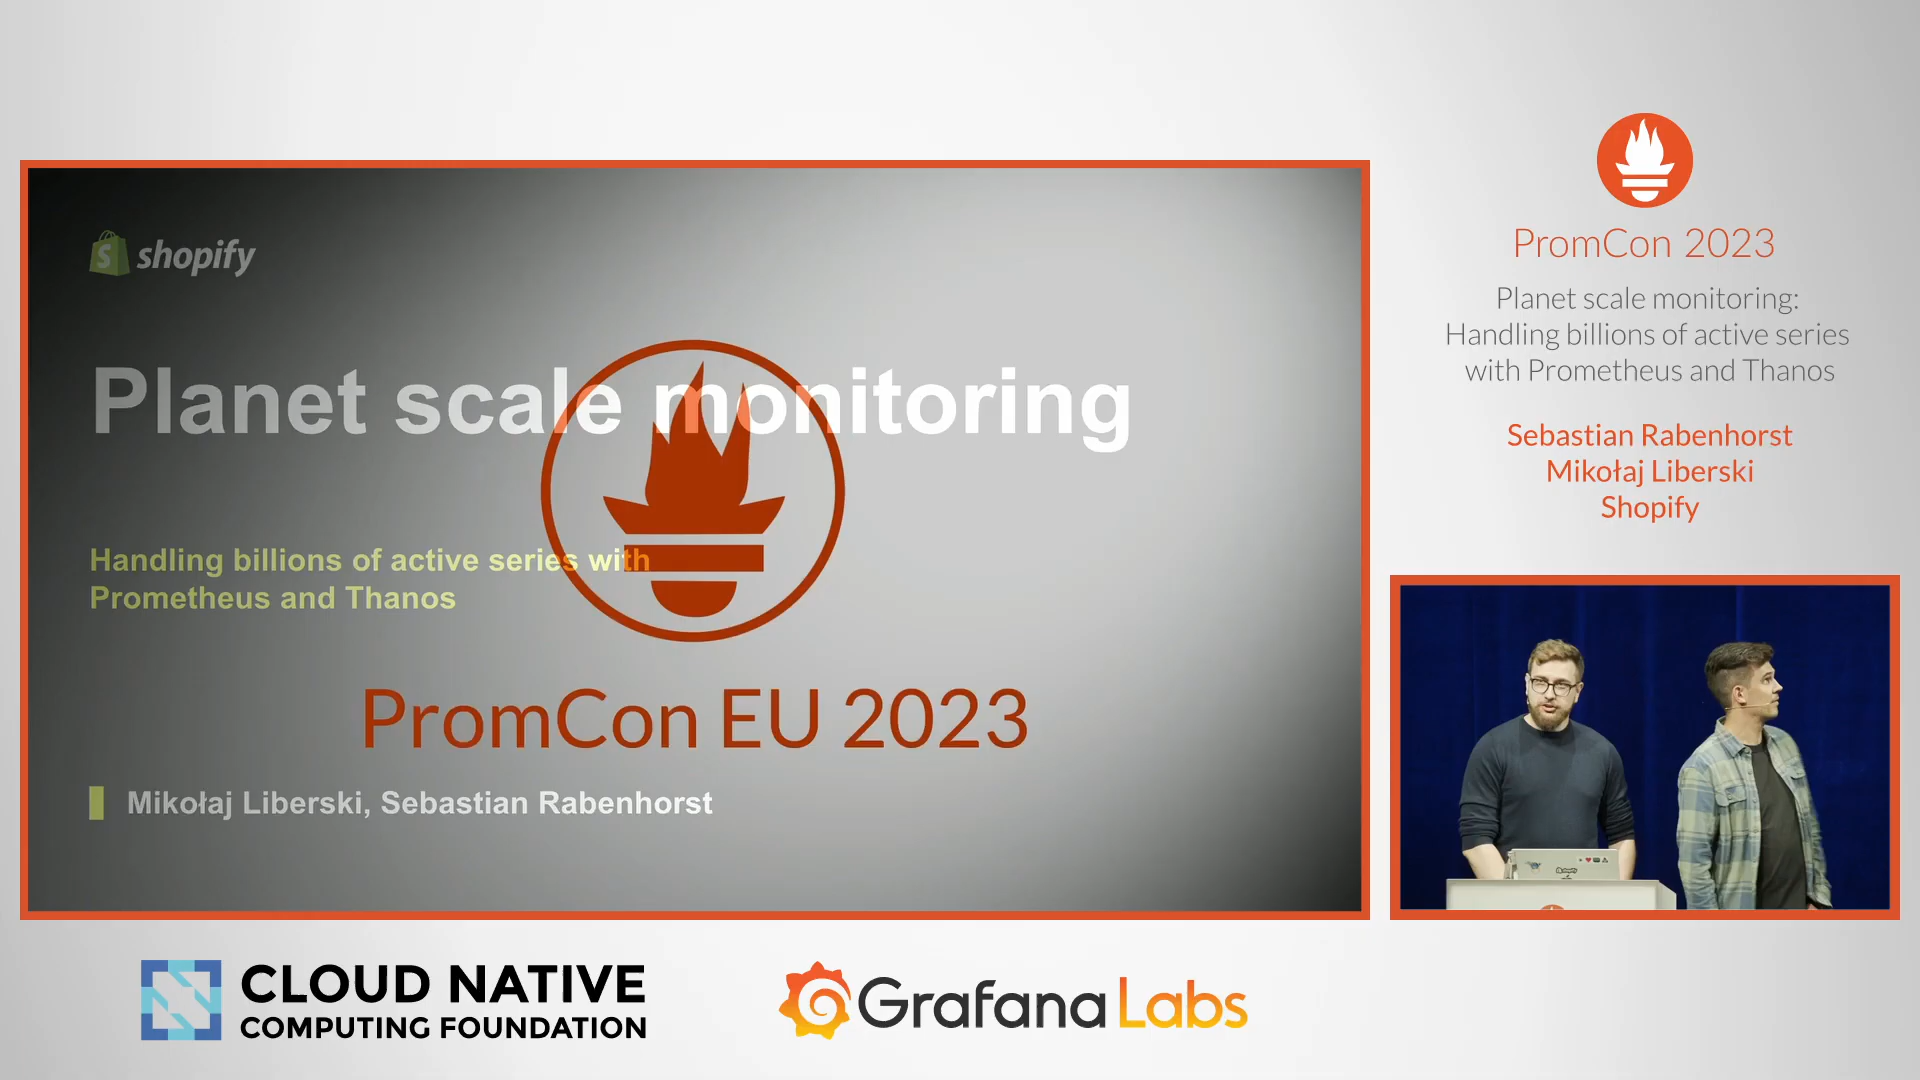 shopify
Planet scale monitoring
Handling billions of active series with
Prometheus and Thanos
PromCon EU 2023
Mikołaj Liberski, Sebastian Rabenhorst
PromCon 2023
Planet scale monitoring:
Handling billions of active series
with Prometheus and Thanos
Sebastian Rabenhorst
Mikołaj Liberski
Shopify
shopify
CLOUD NATIVE
COMPUTING FOUNDATION
Grafana Labs